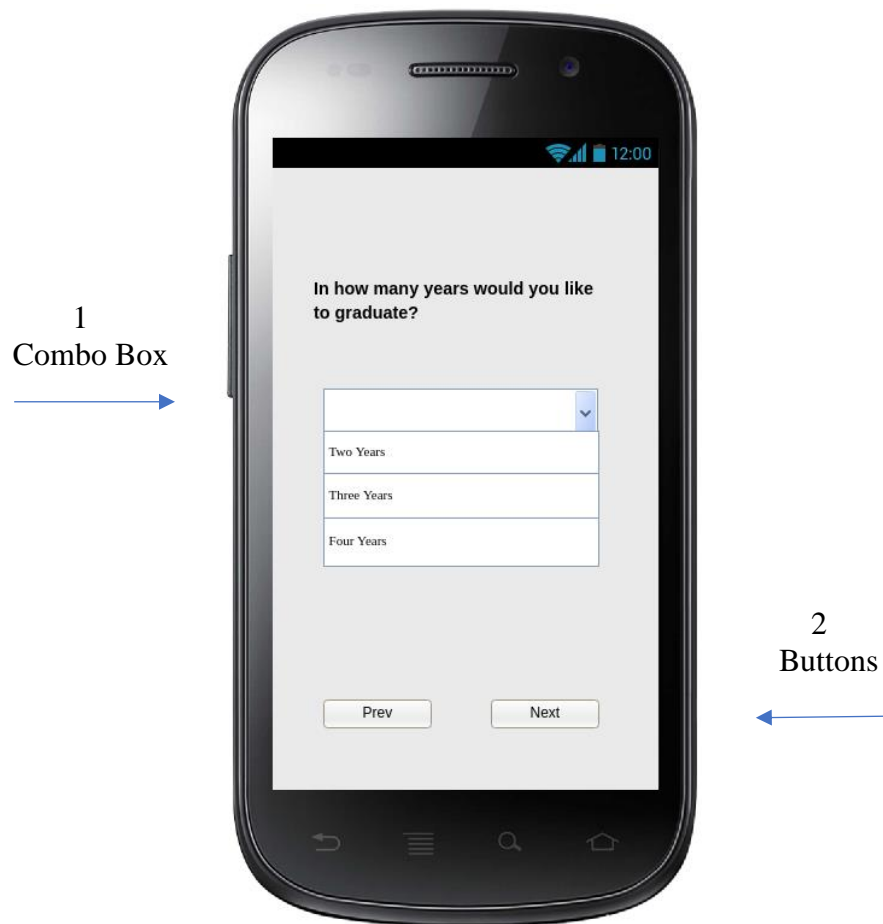 12:00
In how many years would you like
to graduate?
1
Combo Box
Two Years
Three Years
Four Years
2
Buttons
Prev
Next